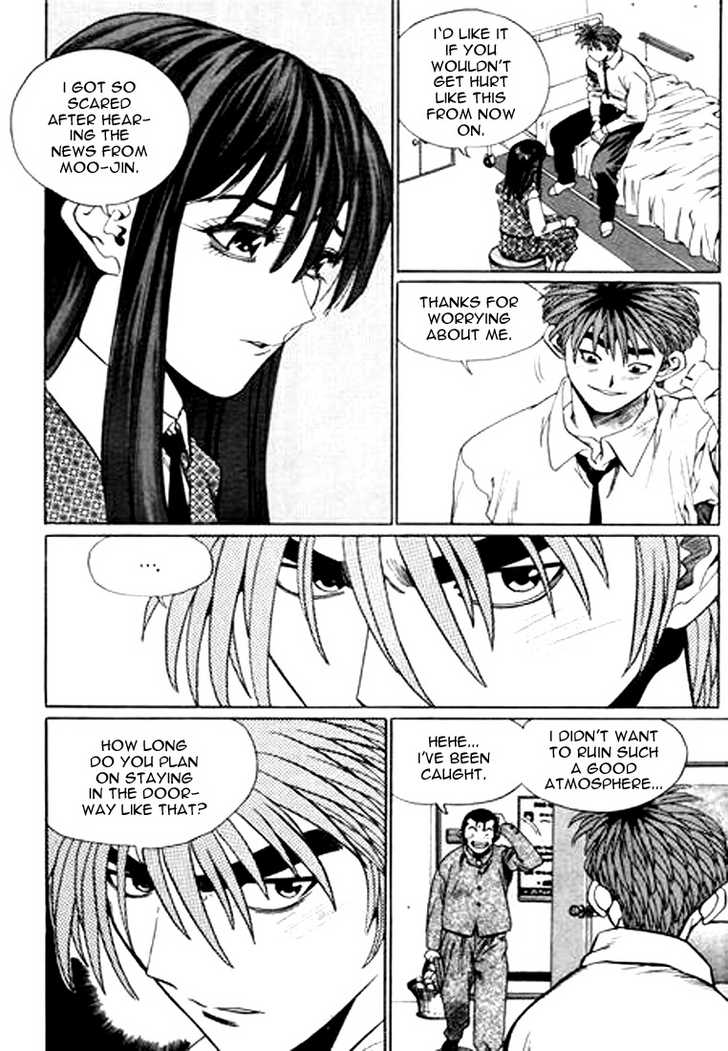 I GOT SO
SCARED
AFTER HEAR-
ING THE
NEWS FROM
MOO-JIN.
I'D LIKE IT
IF YOU
WOULDN'T
GET HURT
LIKE THIS
FROM NOW
ON.
THANKS FOR
WORRYING
ABOUT ME.
...
HOW LONG
DO YOU PLAN
ON STAYING
IN THE DOOR-
WAY LIKE THAT?
HEHE...
I'VE BEEN
CAUGHT.
I DIDN'T WANT
TO RUIN SUCH
A GOOD
ATMOSPHERE...